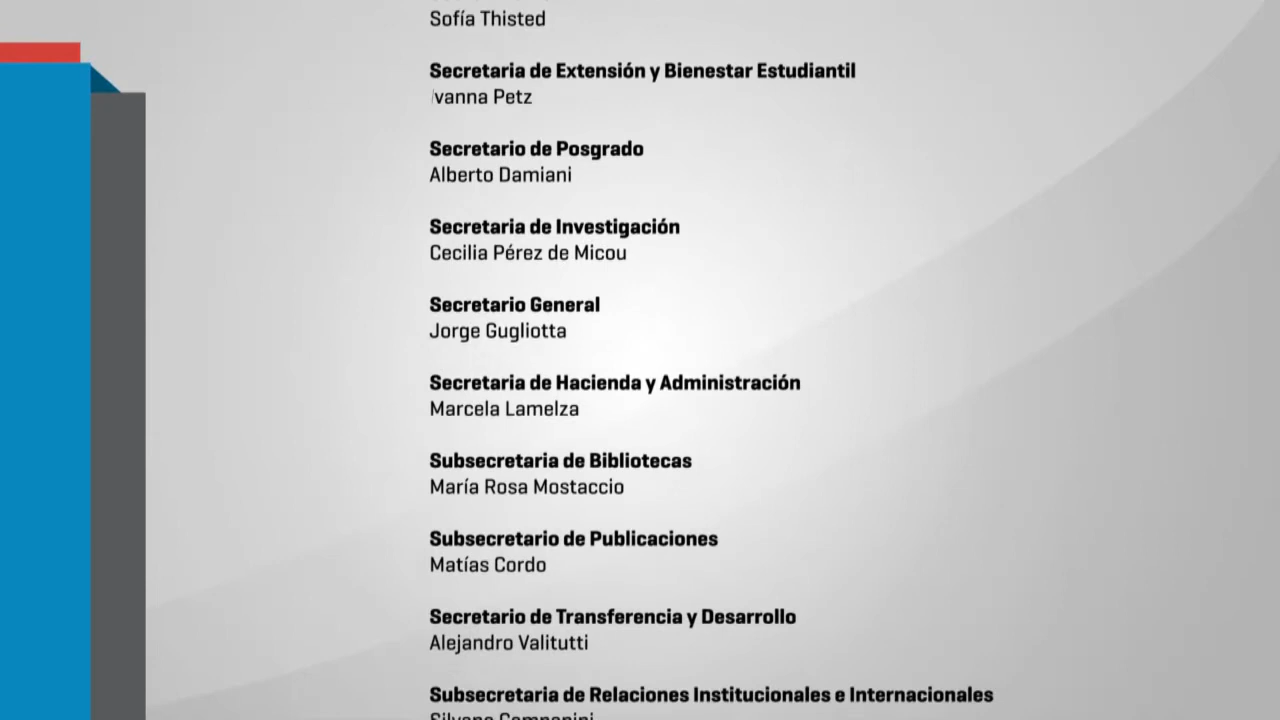 Sofía Thisted
Secretaria de Extensión y Bienestar Estudiantil
Ivanna Petz
Secretario de Posgrado
Alberto Damiani
Secretaria de Investigación
Cecilia Pérez de Micou
Secretario General
Jorge Gugliotta
Secretaria de Hacienda y Administración
Marcela Lamelza
Subsecretaria de Bibliotecas
María Rosa Mostaccio
Subsecretario de Publicaciones
Matías Cordo
Secretario de Transferencia y Desarrollo
Alejandro Valitutti
Subsecretaria de Relaciones Institucionales e Internacionales